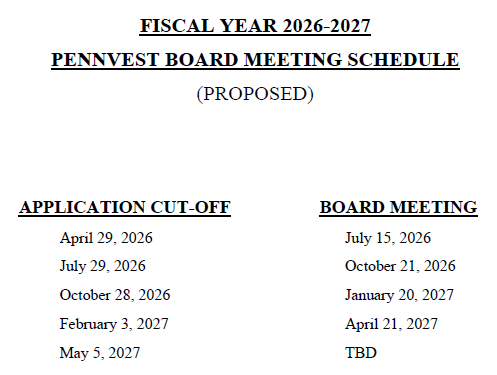 FISCAL YEAR 2026-2027
PENNVEST BOARD MEETING SCHEDULE
(PROPOSED)
APPLICATION CUT-OFF BOARD MEETING
April 29, 2026 July 15, 2026
July 29, 2026 October 21, 2026
October 28, 2026 January 20, 2027
February 3, 2027 April 21, 2027
May 5, 2027 TBD